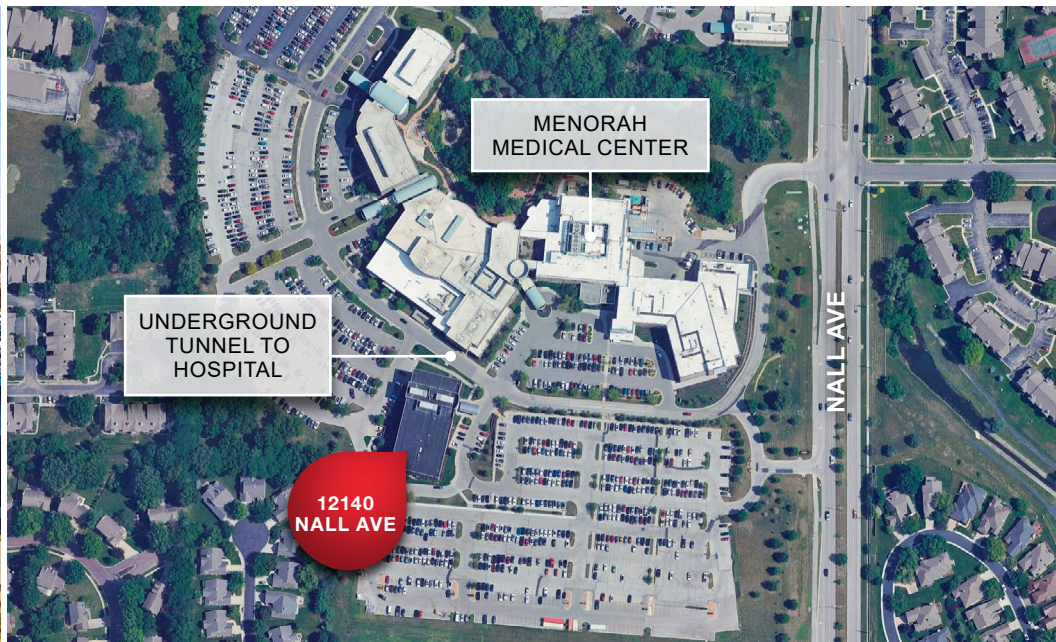 MENORAH
MEDICAL CENTER
UNDERGROUND
TUNNEL TO
HOSPITAL
NALL AVE
12140
NALL AVE